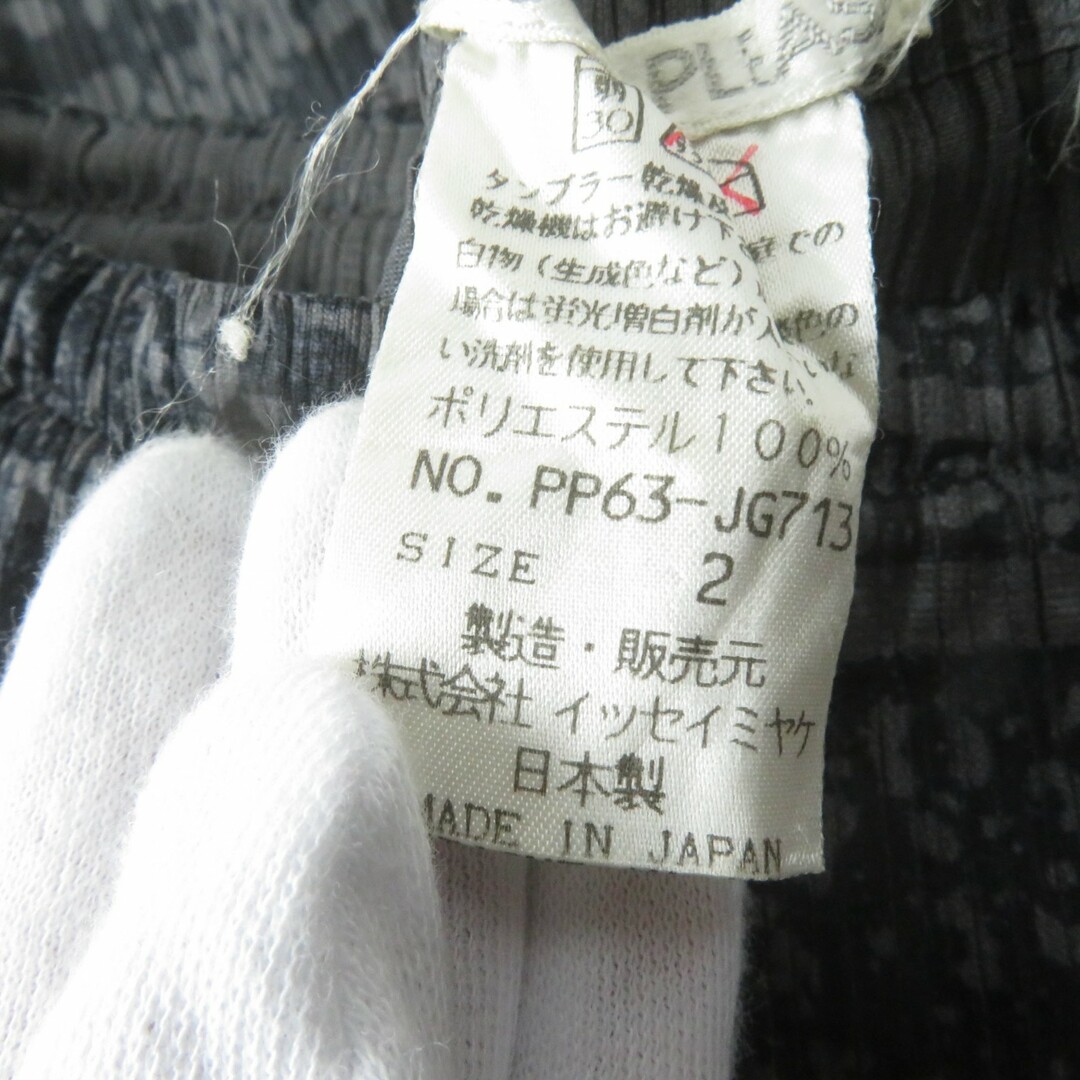 PL
弱
30
タンブラー乾燥
乾燥機はお避け下
白物(生成色など)
場合は蛍光増白剤が
い洗剤を使用して下さい
ポリエステル100%
NO. PP63-JG713
SIZE 2
製造・販売元
株式会社イッセイミヤケ
日本製
MADE IN JAPAN